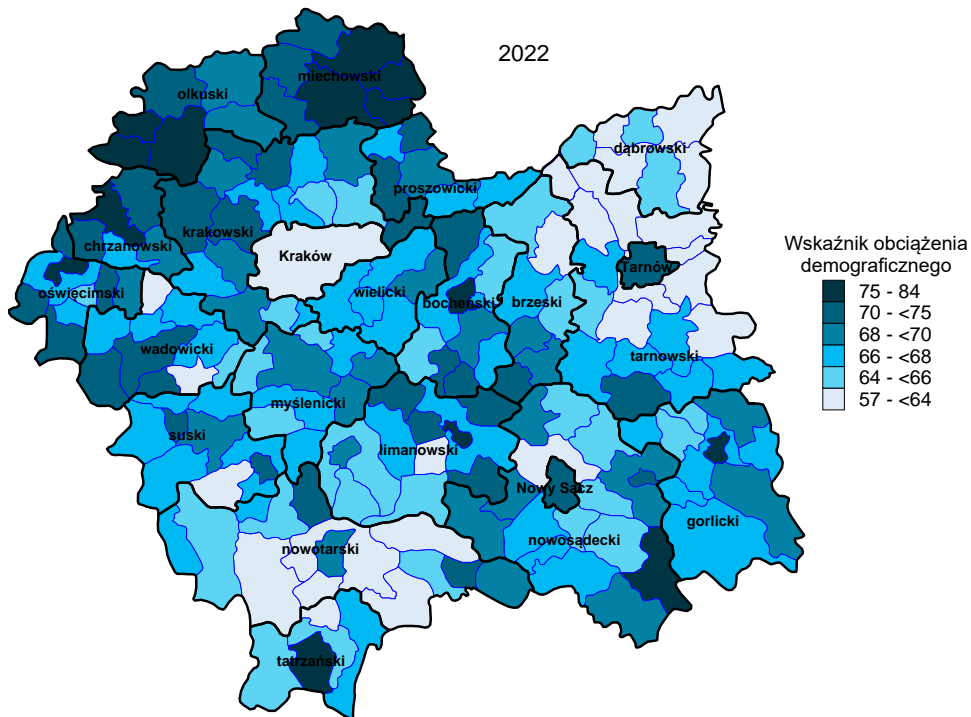 2022
miechowski
olkuski
dąbrowski
proszowicki
krakowski
chrzanowski
Kraków
Tarnów
oświęcimski
wielicki
bocheński
brzeski
wadowicki
tarnowski
myślenicki
suski
limanowski
Nowy Sącz
gorlicki
nowosądecki
nowotarski
tatrzański
Wskaźnik obciążenia
demograficznego
75 - 84
70 - <75
68 - <70
66 - <68
64 - <66
57 - <64